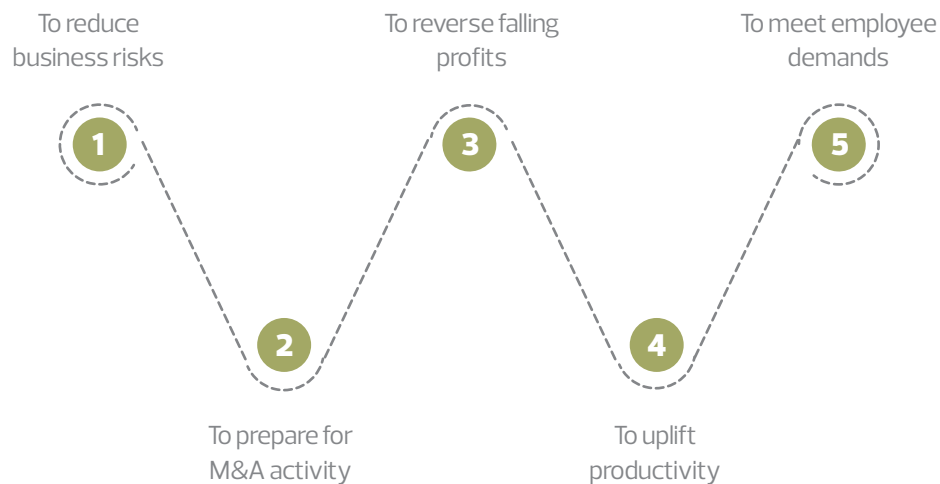 To reduce
business risks
1
2
To prepare for
M&A activity
To reverse falling
profits
3
4
To uplift
productivity
To meet employee
demands
5